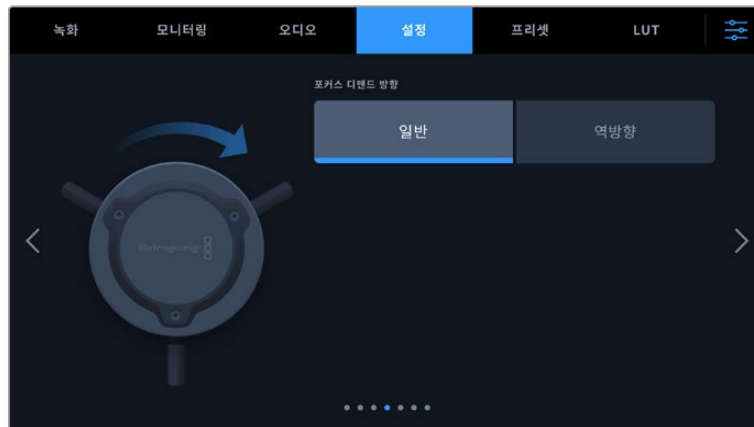 녹화 모니터링 오디오 설정 프리셋 LUT
포커스 디맨드 방향
일반 역방향
Blackmagicdesign